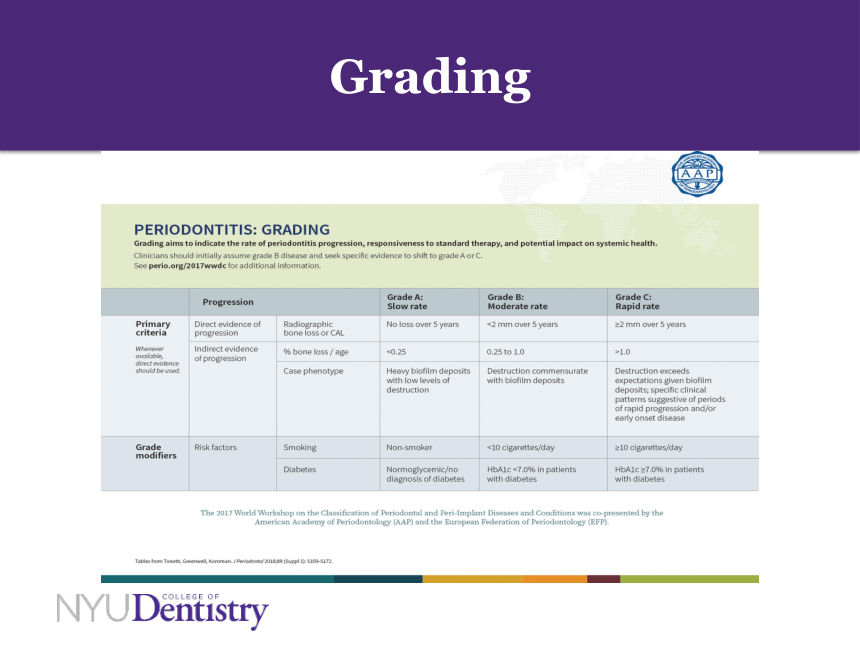 Grading
AAP
PERIODONTITIS: GRADING
Grading aims to indicate the rate of periodontitis progression, responsiveness to standard therapy, and potential impact on systemic health.
Clinicians should initially assume grade B disease and seek specific evidence to shift to grade A or C.
See perio.org/2017wwdc for additional information.
Progression
Grade A:
Slow rate
Grade B:
Moderate rate
Grade C:
Rapid rate
Primary
criteria
Whenever
available,
direct evidence
should be used.
Direct evidence of
progression
Radiographic
bone loss or CAL
No loss over 5 years
<2 mm over 5 years
≥2 mm over 5 years
Indirect evidence
of progression
% bone loss / age
<0.25
0.25 to 1.0
>1.0
Case phenotype
Heavy biofilm deposits
with low levels of
destruction
Destruction commensurate
with biofilm deposits
Destruction exceeds
expectations given biofilm
deposits; specific clinical
patterns suggestive of periods
of rapid progression and/or
early onset disease
Grade
modifiers
Risk factors
Smoking
Non-smoker
<10 cigarettes/day
≥10 cigarettes/day
Diabetes
Normoglycemic/no
diagnosis of diabetes
HbA1c <7.0% in patients
with diabetes
HbA1c ≥7.0% in patients
with diabetes
The 2017 World Workshop on the Classification of Periodontal and Peri-Implant Diseases and Conditions was co-presented by the
American Academy of Periodontology (AAP) and the European Federation of Periodontology (EFP).
Tables from Tonetti, Greenwell, Kornman. J Periodontol 2018;89 (Suppl 1): S159-S172.
NYU COLLEGE OF
Dentistry